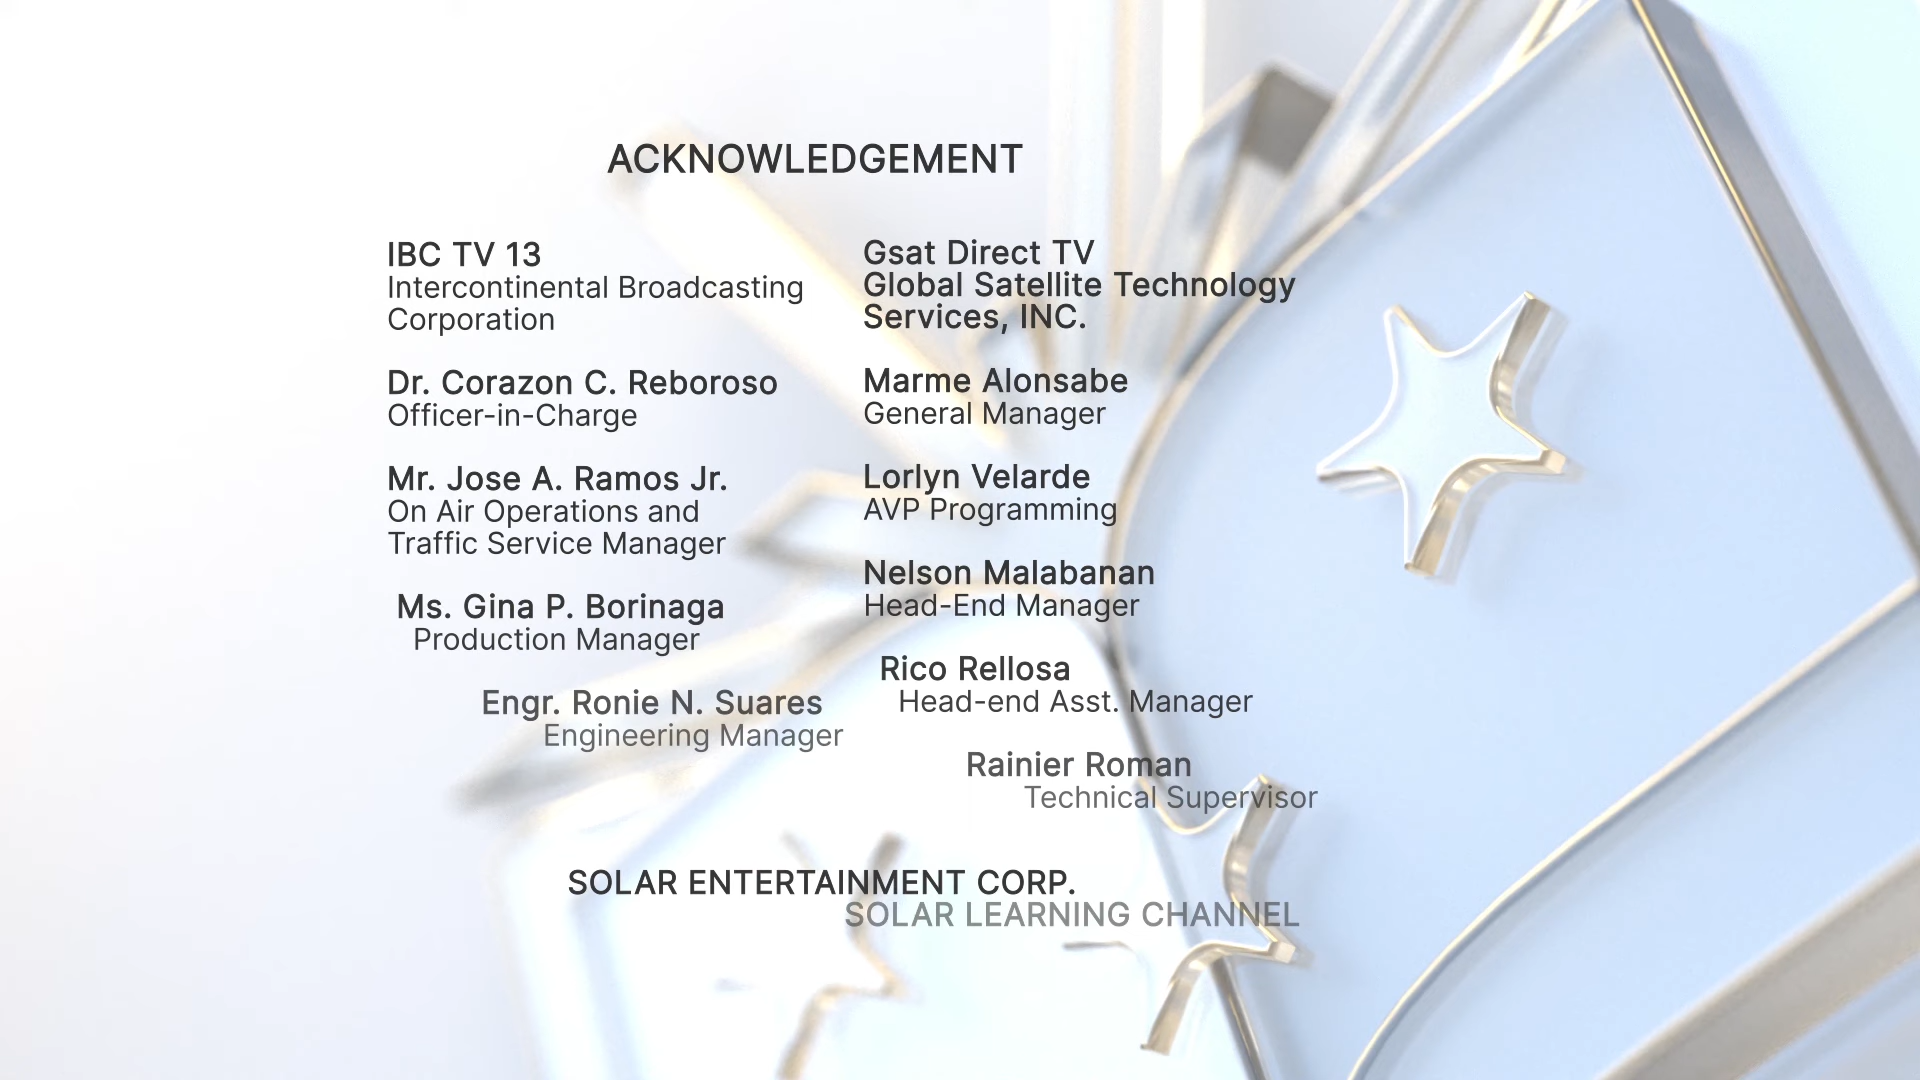 ACKNOWLEDGEMENT
IBC TV 13
Intercontinental Broadcasting
Corporation
Dr. Corazon C. Reboroso
Officer-in-Charge
Mr. Jose A. Ramos Jr.
On Air Operations and
Traffic Service Manager
Ms. Gina P. Borinaga
Production Manager
Engr. Ronie N. Suares
Engineering Manager
Gsat Direct TV
Global Satellite Technology
Services, INC.
Marme Alonsabe
General Manager
Lorlyn Velarde
AVP Programming
Nelson Malabanan
Head-End Manager
Rico Rellosa
Head-end Asst. Manager
Rainier Roman
Technical Supervisor
SOLAR ENTERTAINMENT CORP.
SOLAR LEARNING CHANNEL